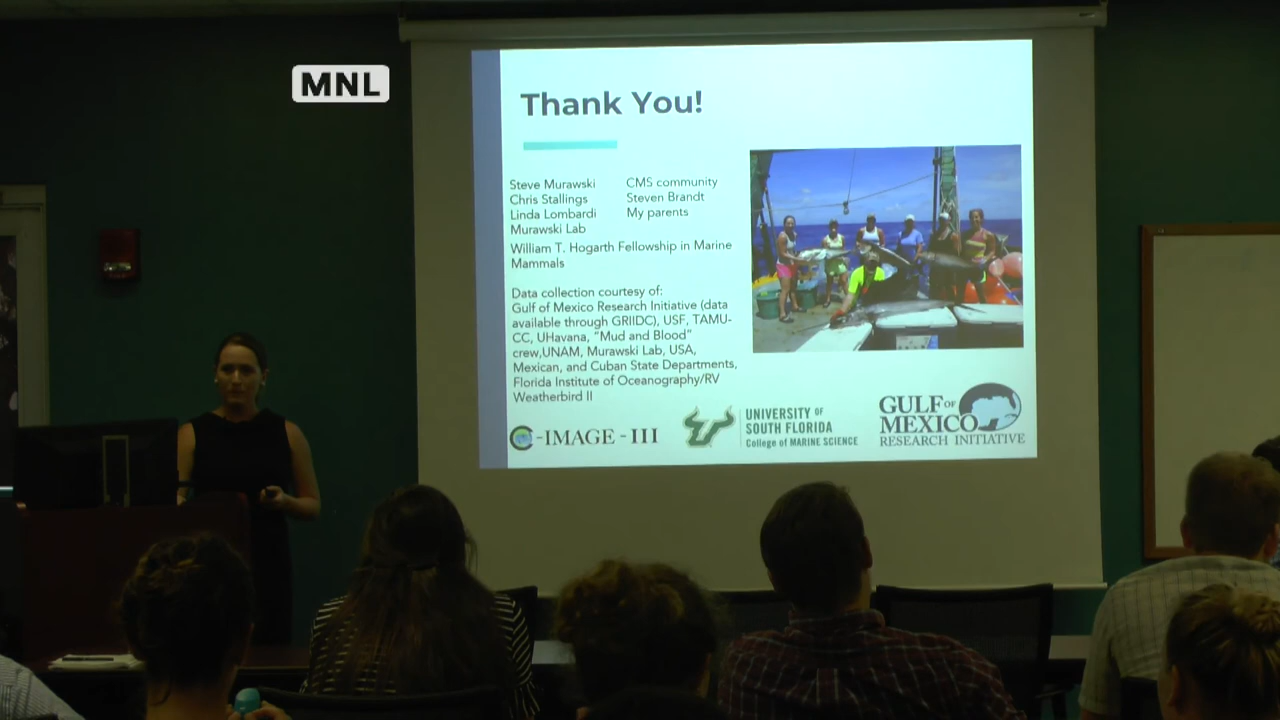 MNL
Thank You!
Steve Murawski
Chris Stallings
Linda Lombardi
Murawski Lab
CMS community
Steven Brandt
My parents
William T. Hogarth Fellowship in Marine
Mammals
Data collection courtesy of:
Gulf of Mexico Research Initiative (data
available through GRIIDC), USF, TAMU-
CC, UHavana, "Mud and Blood"
crew,UNAM, Murawski Lab, USA,
Mexican, and Cuban State Departments,
Florida Institute of Oceanography/RV
Weatherbird II
C-IMAGE-III
UNIVERSITY OF
SOUTH FLORIDA
College of MARINE SCIENCE
GULF OF
MEXICO
RESEARCH INITIATIVE